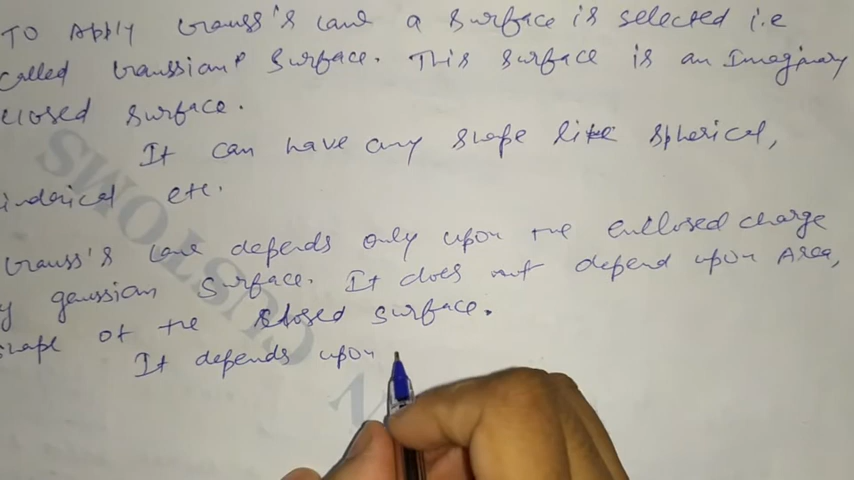 To Apply Gauss's Law a surface is selected i.e
called Gaussian surface. This surface is an Imaginary
closed surface.
It can have any shape like spherical,
indorical etc.
Gauss's Law depends only upon the enclosed charge
y gaussian surface. It does not depend upon Area,
shape of the closed surface.
It depends upon
CUSTOMS